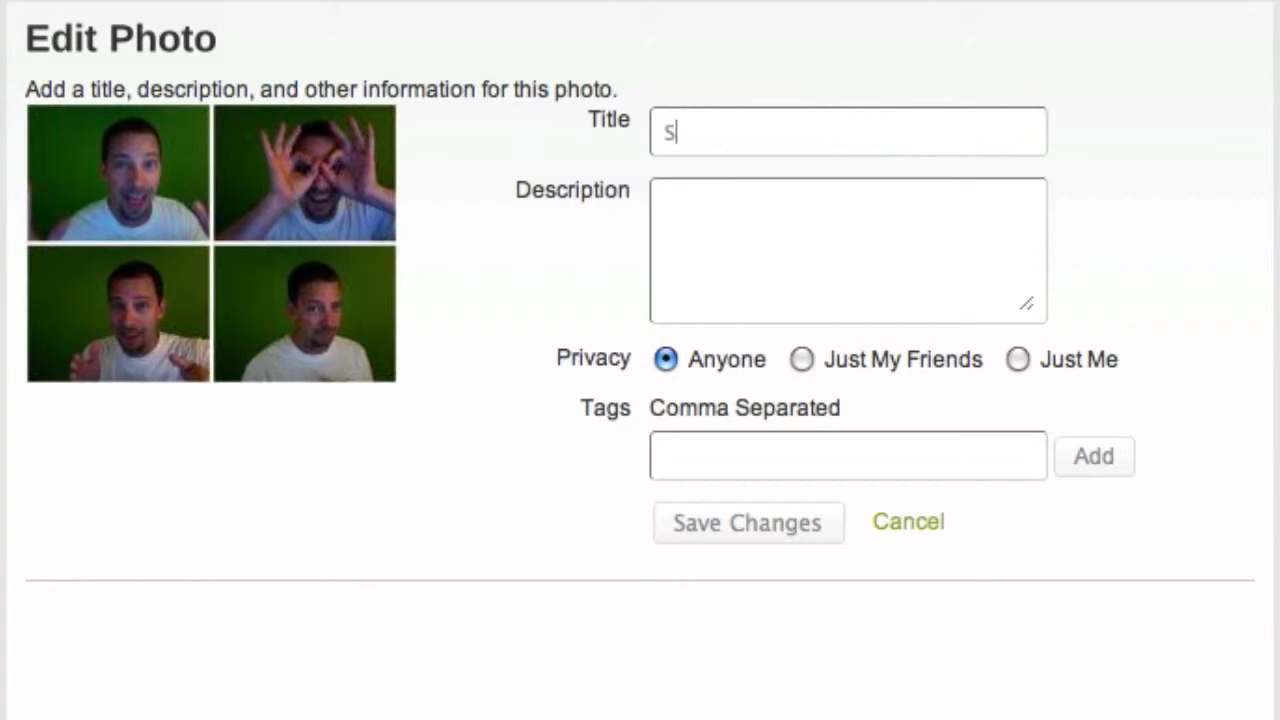 Edit Photo
Add a title, description, and other information for this photo.
Title
S
Description
Privacy Anyone Just My Friends Just Me
Tags Comma Separated
Add
Save Changes Cancel